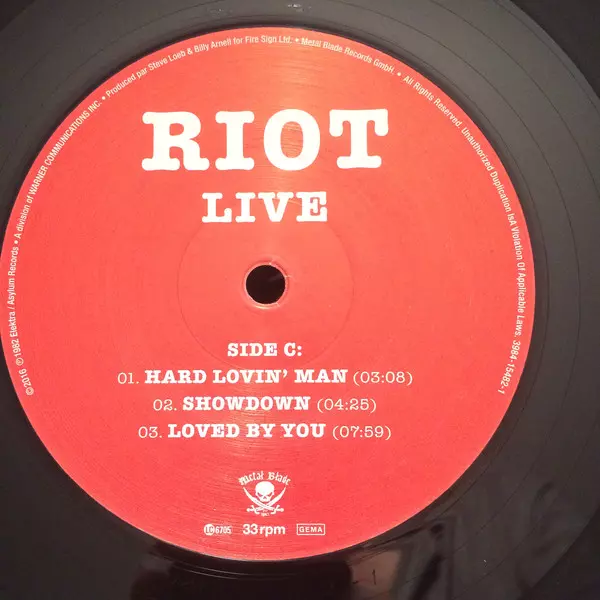 ©2016 ℗1982 Elektra / Asylum Records • A division of WARNER COMMUNICATIONS INC. • Produced par Steve Loeb & Billy Arnell for Fire Sign Ltd. • Metal Blade Records GmbH. • All Rights Reserved. Unauthorized Duplication IsA Violation Of Applicable Laws. 3984-15482-1
RIOT
LIVE
SIDE C:
01. HARD LOVIN' MAN (03:08)
02. SHOWDOWN (04:25)
03. LOVED BY YOU (07:59)
Metal Blade
LC 6705 33rpm GEMA